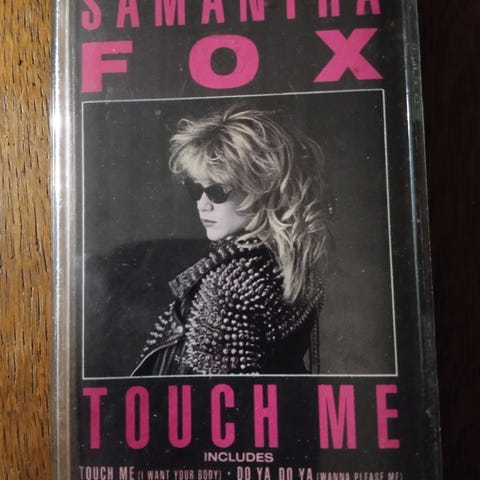 SAMANTHA
FOX
TOUCH ME
INCLUDES
TOUCH ME (I WANT YOUR BODY) • DO YA DO YA (WANNA PLEASE ME)